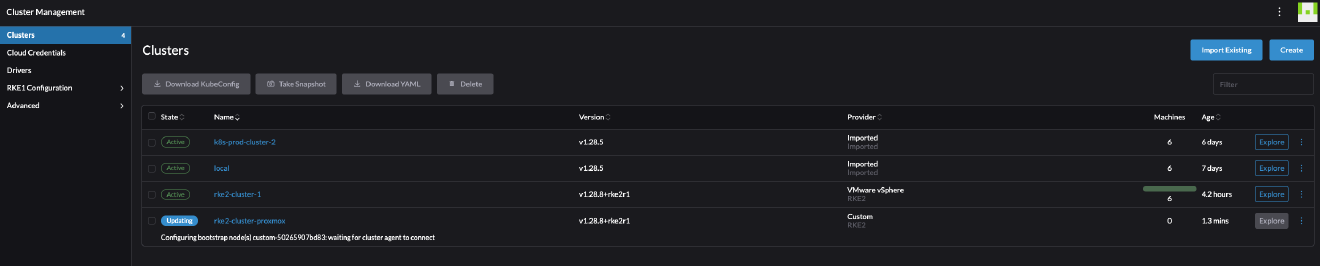 Cluster Management
Clusters 4
Cloud Credentials
Drivers
RKE1 Configuration
Advanced
Clusters
Import Existing Create
Download KubeConfig Take Snapshot Download YAML Delete
Filter
State Name Version Provider Machines Age
Active k8s-prod-cluster-2 v1.28.5 Imported 6 6 days Explore
Imported
Active local v1.28.5 Imported 6 7 days Explore
Imported
Active rke2-cluster-1 v1.28.8+rke2r1 VMware vSphere 6 4.2 hours Explore
RKE2
Updating rke2-cluster-proxmox v1.28.8+rke2r1 Custom 0 1.3 mins Explore
RKE2
Configuring bootstrap node(s) custom-50265907bd83: waiting for cluster agent to connect